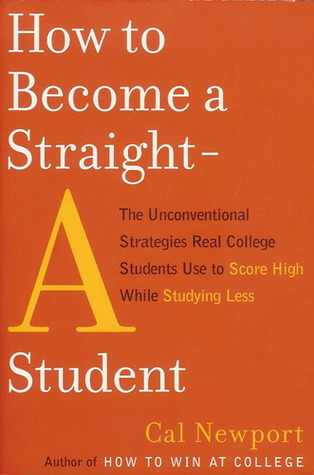 How to
Become a
Straight-
A
The Unconventional
Strategies Real College
Students Use to Score High
While Studying Less
Student
Cal Newport
Author of HOW TO WIN AT COLLEGE